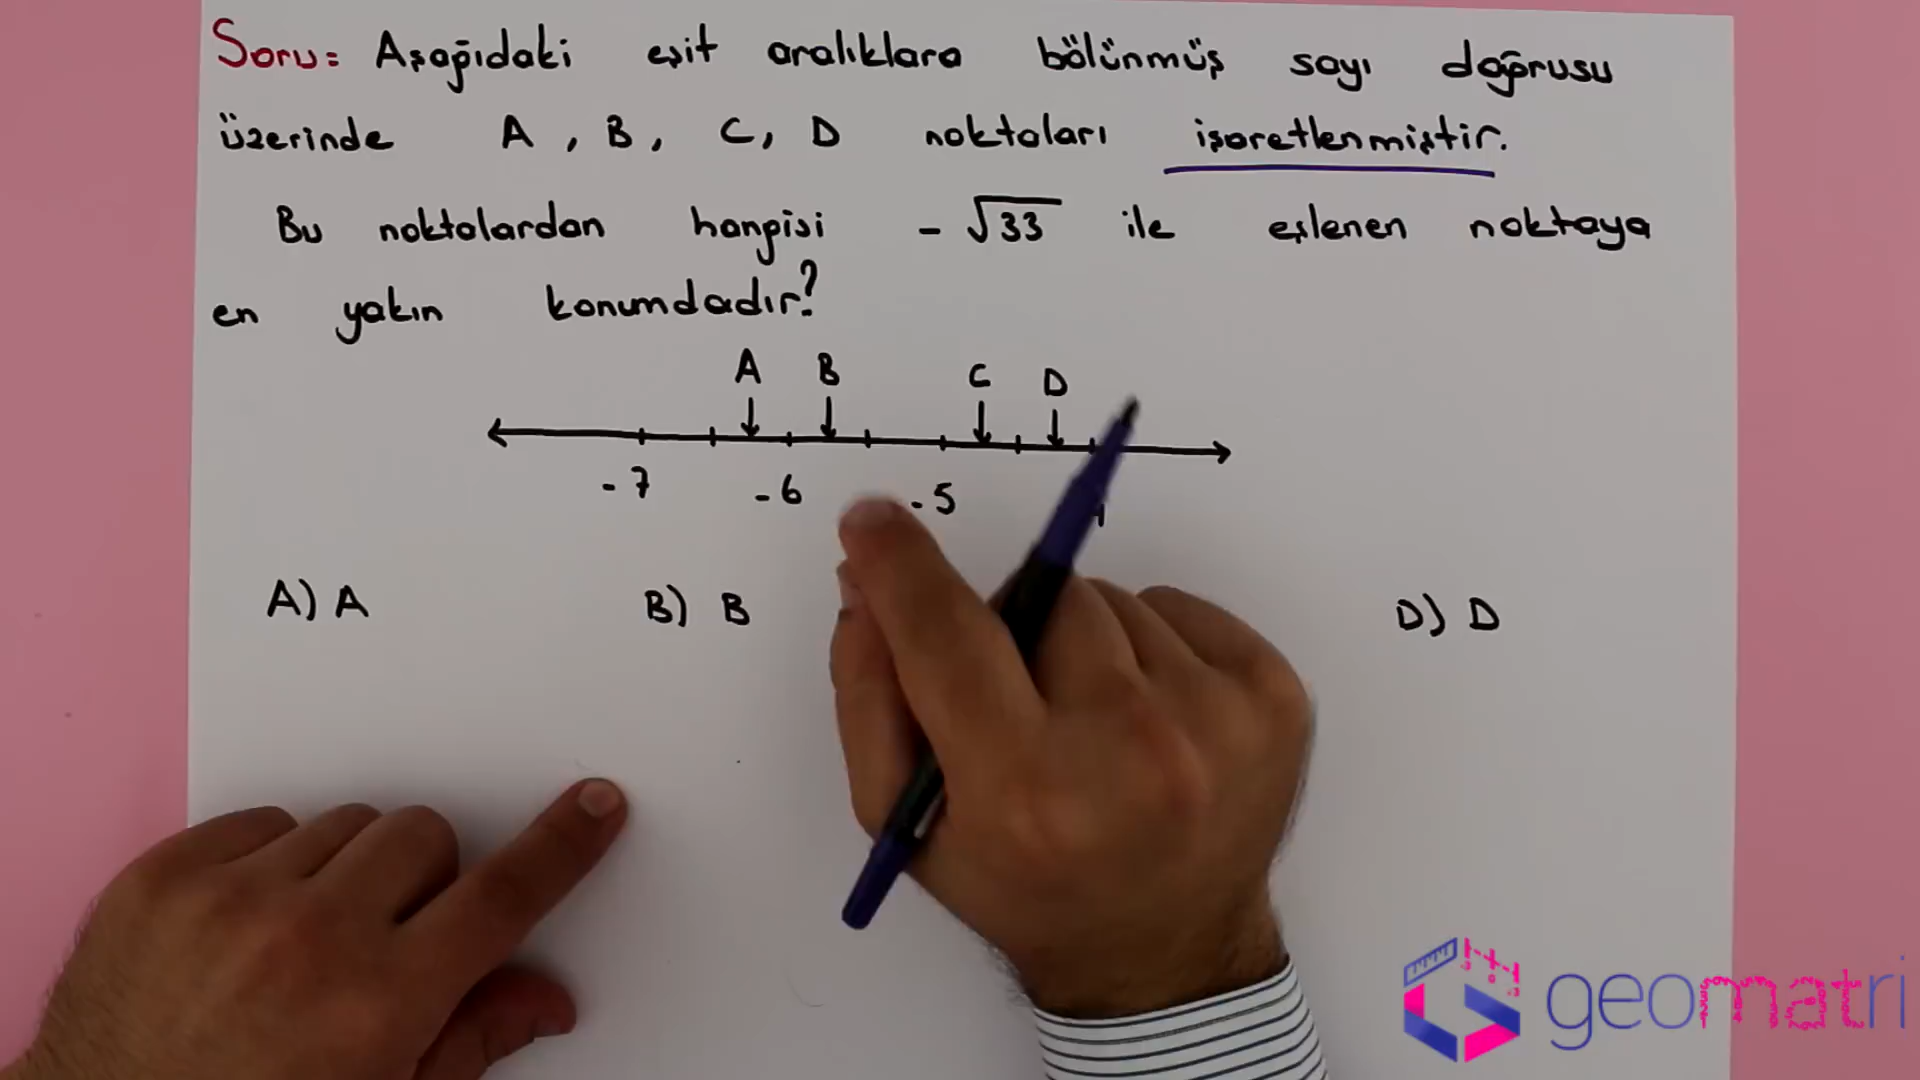 Soru: Aşağıdaki eşit aralıklara bölünmüş sayı doğrusu
üzerinde A, B, C, D noktaları işaretlenmiştir.
Bu noktalardan hangisi -√33 ile eşlenen noktaya
en yakın konumdadır?
A B C D
-7 -6 -5
A) A B) B D) D
geomatri